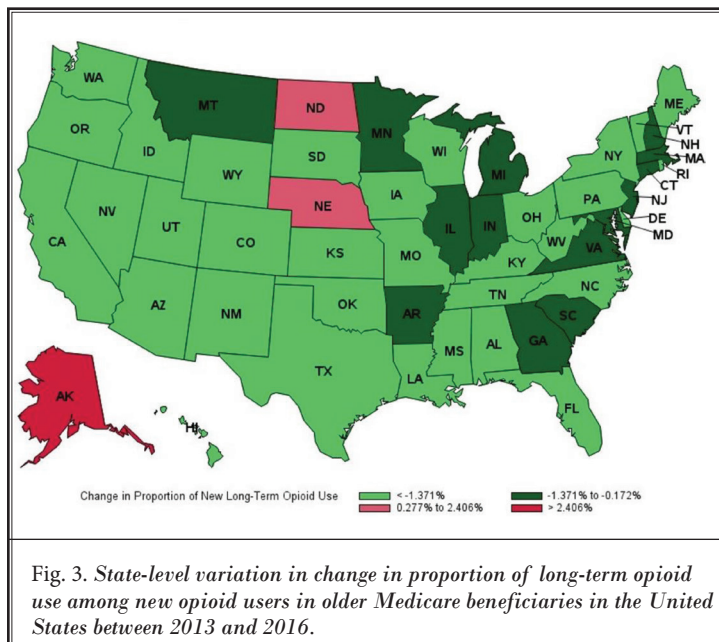 WA
MT
ND
MN
ME
OR
ID
SD
WI
VT
NH
MA
RI
CT
NJ
DE
MD
NY
MI
WY
IA
PA
NE
NV
UT
CO
IL
IN
OH
WV
VA
CA
KS
MO
KY
AZ
NM
OK
AR
TN
NC
SC
TX
LA
MS
AL
GA
FL
AK
HI
Change in Proportion of New Long-Term Opioid Use
< -1.371%
-1.371% to -0.172%
0.277% to 2.406%
> 2.406%
Fig. 3. State-level variation in change in proportion of long-term opioid
use among new opioid users in older Medicare beneficiaries in the United
States between 2013 and 2016.